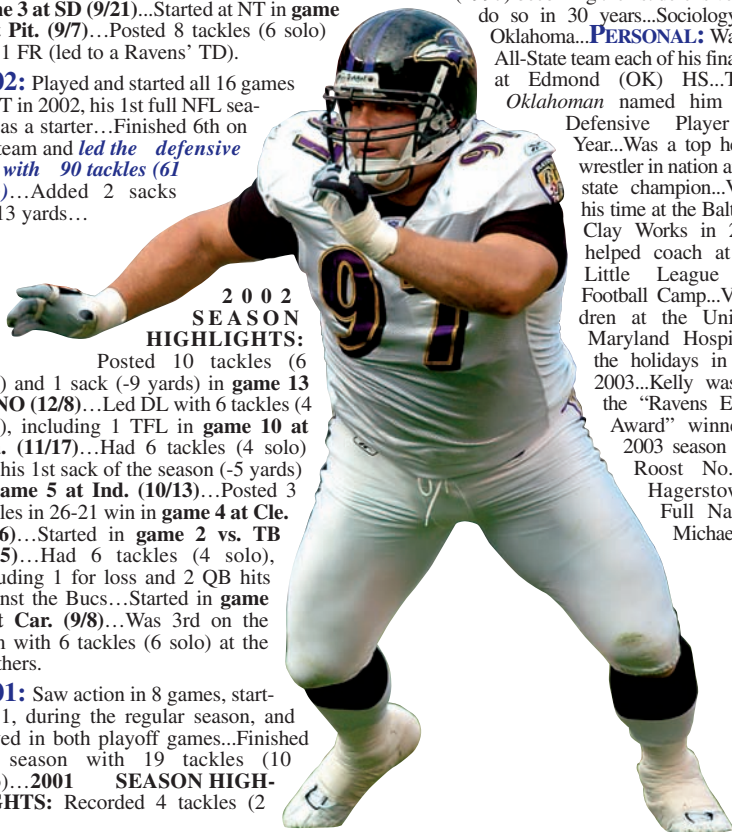 ne 3 at SD (9/21)...Started at NT in game
Pit. (9/7)…Posted 8 tackles (6 solo)
1 FR (led to a Ravens' TD).
02: Played and started all 16 games
T in 2002, his 1st full NFL sea-
as a starter…Finished 6th on
team and led the defensive
with 90 tackles (61
)…Added 2 sacks
13 yards…
2002
SEASON
HIGHLIGHTS:
Posted 10 tackles (6
) and 1 sack (-9 yards) in game 13
NO (12/8)…Led DL with 6 tackles (4
), including 1 TFL in game 10 at
. (11/17)…Had 6 tackles (4 solo)
his 1st sack of the season (-5 yards)
ame 5 at Ind. (10/13)…Posted 3
les in 26-21 win in game 4 at Cle.
6)…Started in game 2 vs. TB
5)…Had 6 tackles (4 solo),
uding 1 for loss and 2 QB hits
nst the Bucs…Started in game
t Car. (9/8)…Was 3rd on the
m with 6 tackles (6 solo) at the
thers.
01: Saw action in 8 games, start-
1, during the regular season, and
ed in both playoff games...Finished
season with 19 tackles (10
)…2001 SEASON HIGH-
GHTS: Recorded 4 tackles (2
do so in 30 years...Sociology
Oklahoma...PERSONAL: Wa
All-State team each of his fina
at Edmond (OK) HS...T
Oklahoman named him
Defensive Player
Year...Was a top he
wrestler in nation a
state champion...V
his time at the Balt
Clay Works in 2
helped coach at
Little League
Football Camp...V
dren at the Uni
Maryland Hospi
the holidays in
2003...Kelly was
the “Ravens E
Award” winne
2003 season
Roost No.
Hagerstow
Full Na
Michae
97